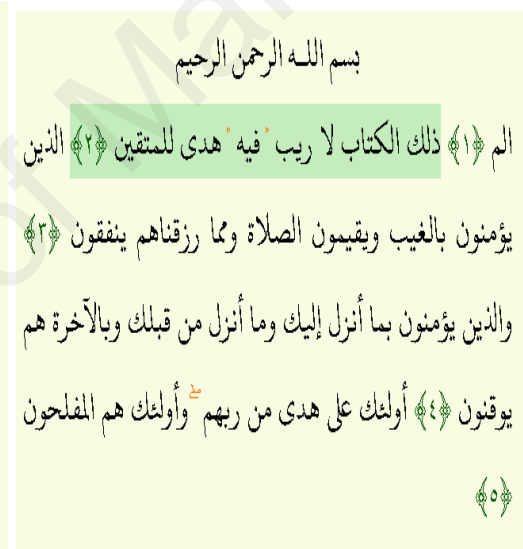 بسم اللـه الرحمن الرحيم
الم ﴿١﴾ ذلك الكتاب لا ريب ۛ فيه ۛ هدى للمتقين ﴿٢﴾ الذين
يؤمنون بالغيب ويقيمون الصلاة ومما رزقناهم ينفقون ﴿٣﴾
والذين يؤمنون بما أنزل إليك وما أنزل من قبلك وبالآخرة هم
يوقنون ﴿٤﴾ أولئك على هدى من ربهم ۖ وأولئك هم المفلحون
﴿٥﴾
of Ma